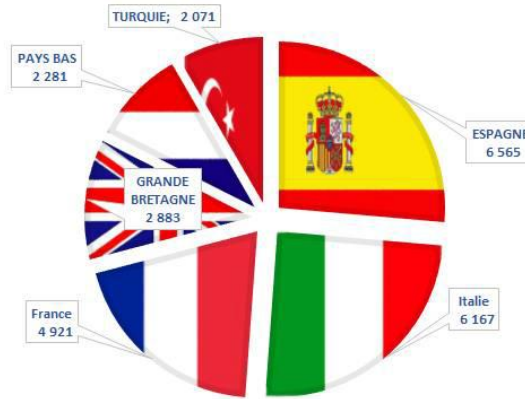 TURQUIE;   2 071
PAYS BAS
2 281
ESPAGNE
6 565
GRANDE
BRETAGNE
2 883
France
4 921
Italie
6 167